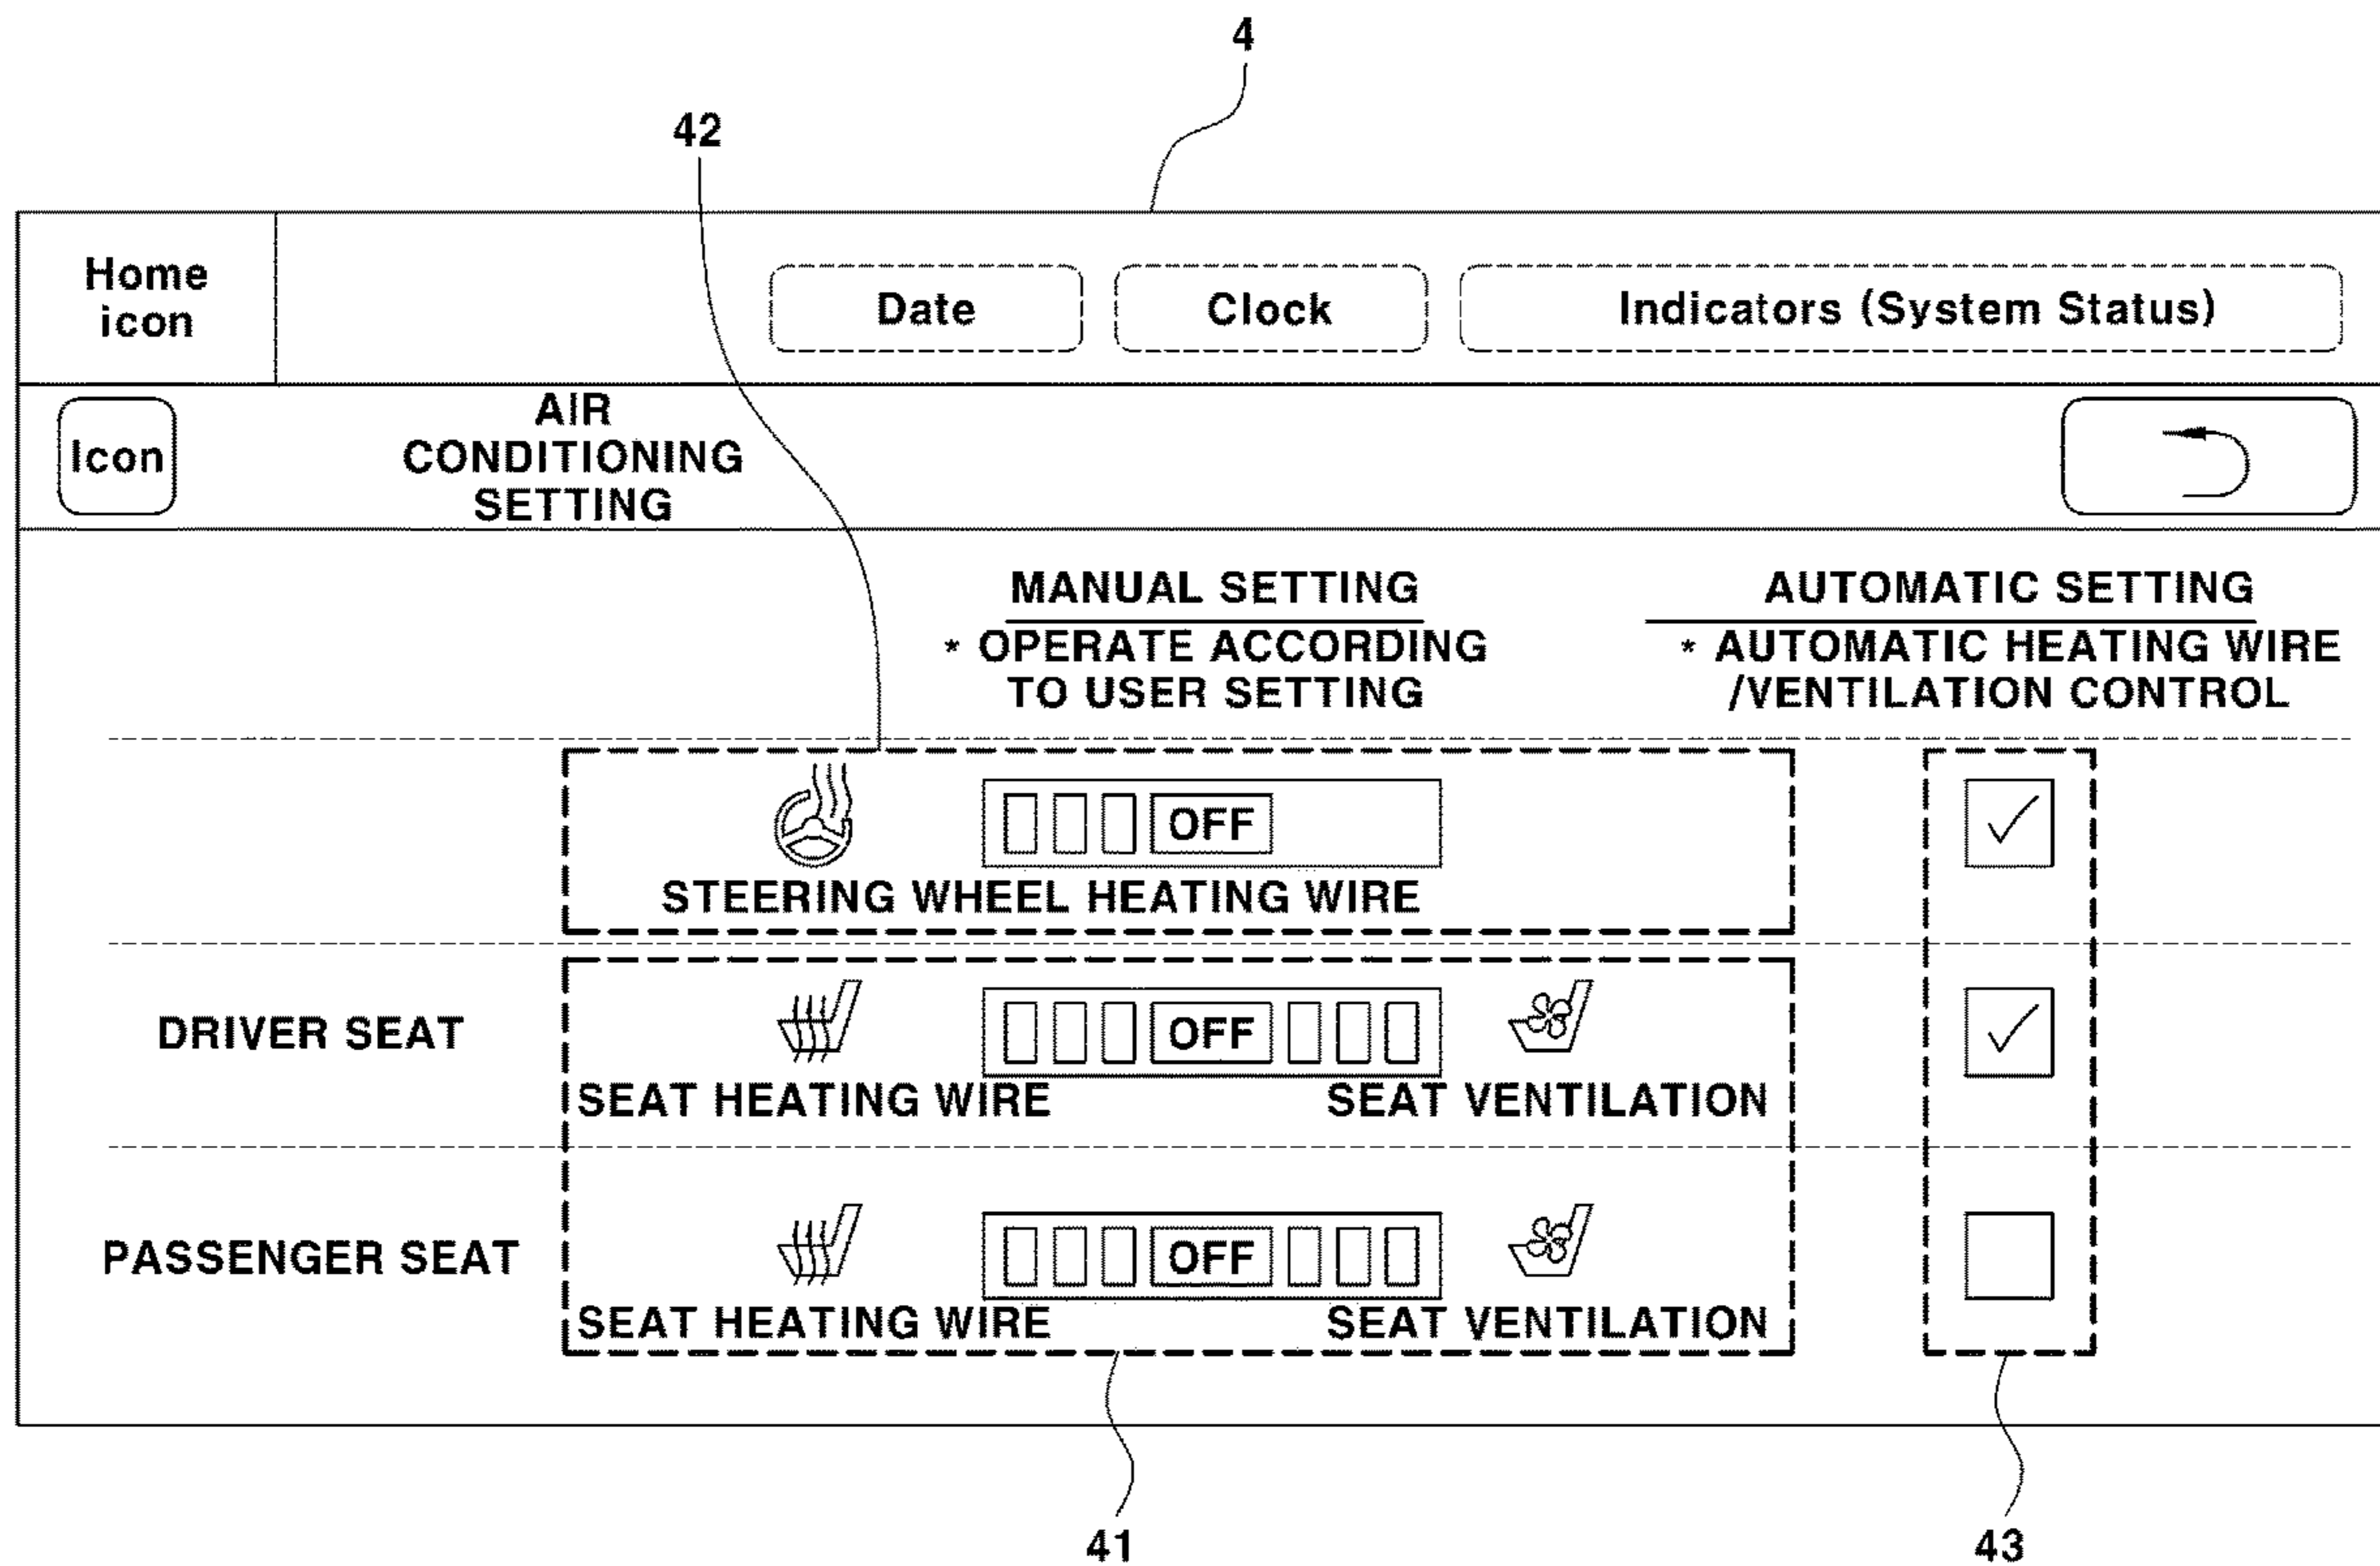 4
42
Home
icon
Date
Clock
Indicators (System Status)
Icon
AIR
CONDITIONING
SETTING
MANUAL SETTING
* OPERATE ACCORDING
TO USER SETTING
AUTOMATIC SETTING
* AUTOMATIC HEATING WIRE
/VENTILATION CONTROL
OFF
STEERING WHEEL HEATING WIRE
DRIVER SEAT
OFF
SEAT HEATING WIRE
SEAT VENTILATION
PASSENGER SEAT
OFF
SEAT HEATING WIRE
SEAT VENTILATION
41
43